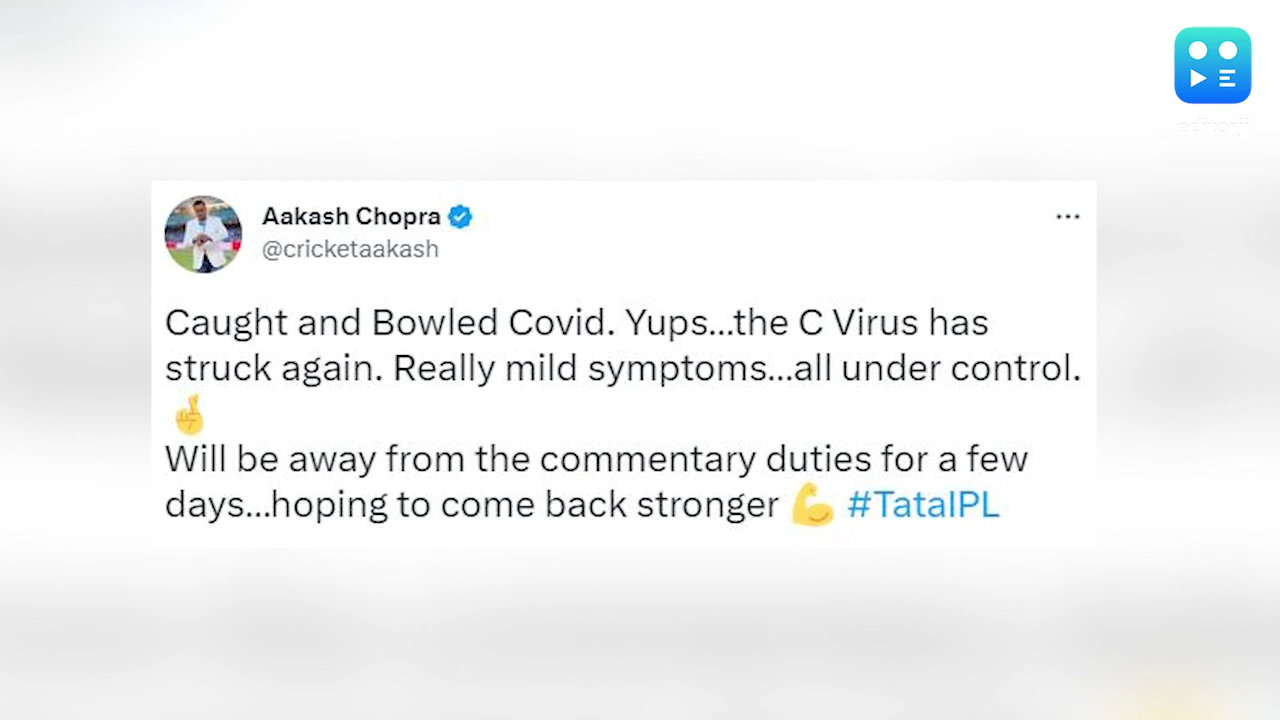 editorji
Aakash Chopra
@cricketaakash
Caught and Bowled Covid. Yups...the C Virus has
struck again. Really mild symptoms...all under control.
🤞
Will be away from the commentary duties for a few
days...hoping to come back stronger 💪 #TataIPL